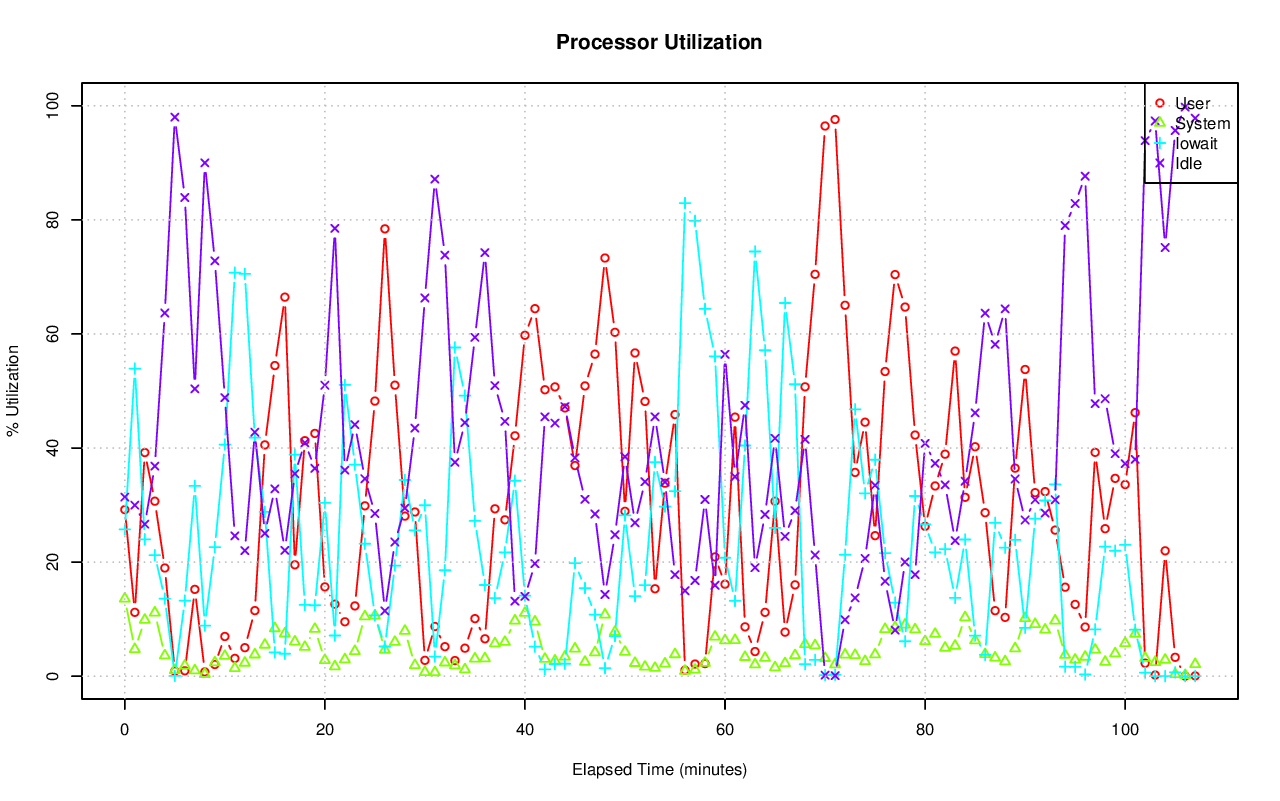 Processor Utilization
% Utilization
100
80
60
40
20
0
User
System
Iowait
Idle
0 20 40 60 80 100
Elapsed Time (minutes)